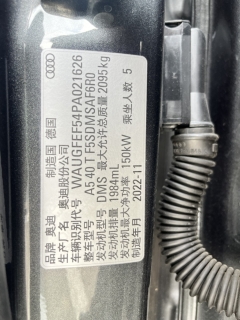 品牌 奥迪 制造国 德国
生产厂名 奥迪股份公司
车辆识别代号 WAUGFEF54PA021626
整车型号 A5 40 T F5SDMSAF6R0
发动机型号 DMS 最大允许总质量 2095kg
发动机排量 1984mL 乘坐人数 5
发动机最大净功率 150kW
制造年月 2022-11